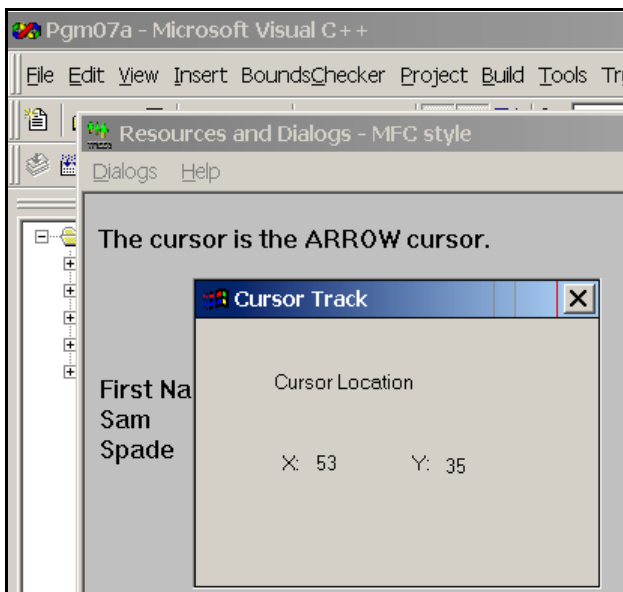 Pgm07a - Microsoft Visual C++
File Edit View Insert BoundsChecker Project Build Tools
Resources and Dialogs - MFC style
Dialogs Help
The cursor is the ARROW cursor.
Cursor Track
Cursor Location
First Na
Sam
Spade
X: 53 Y: 35